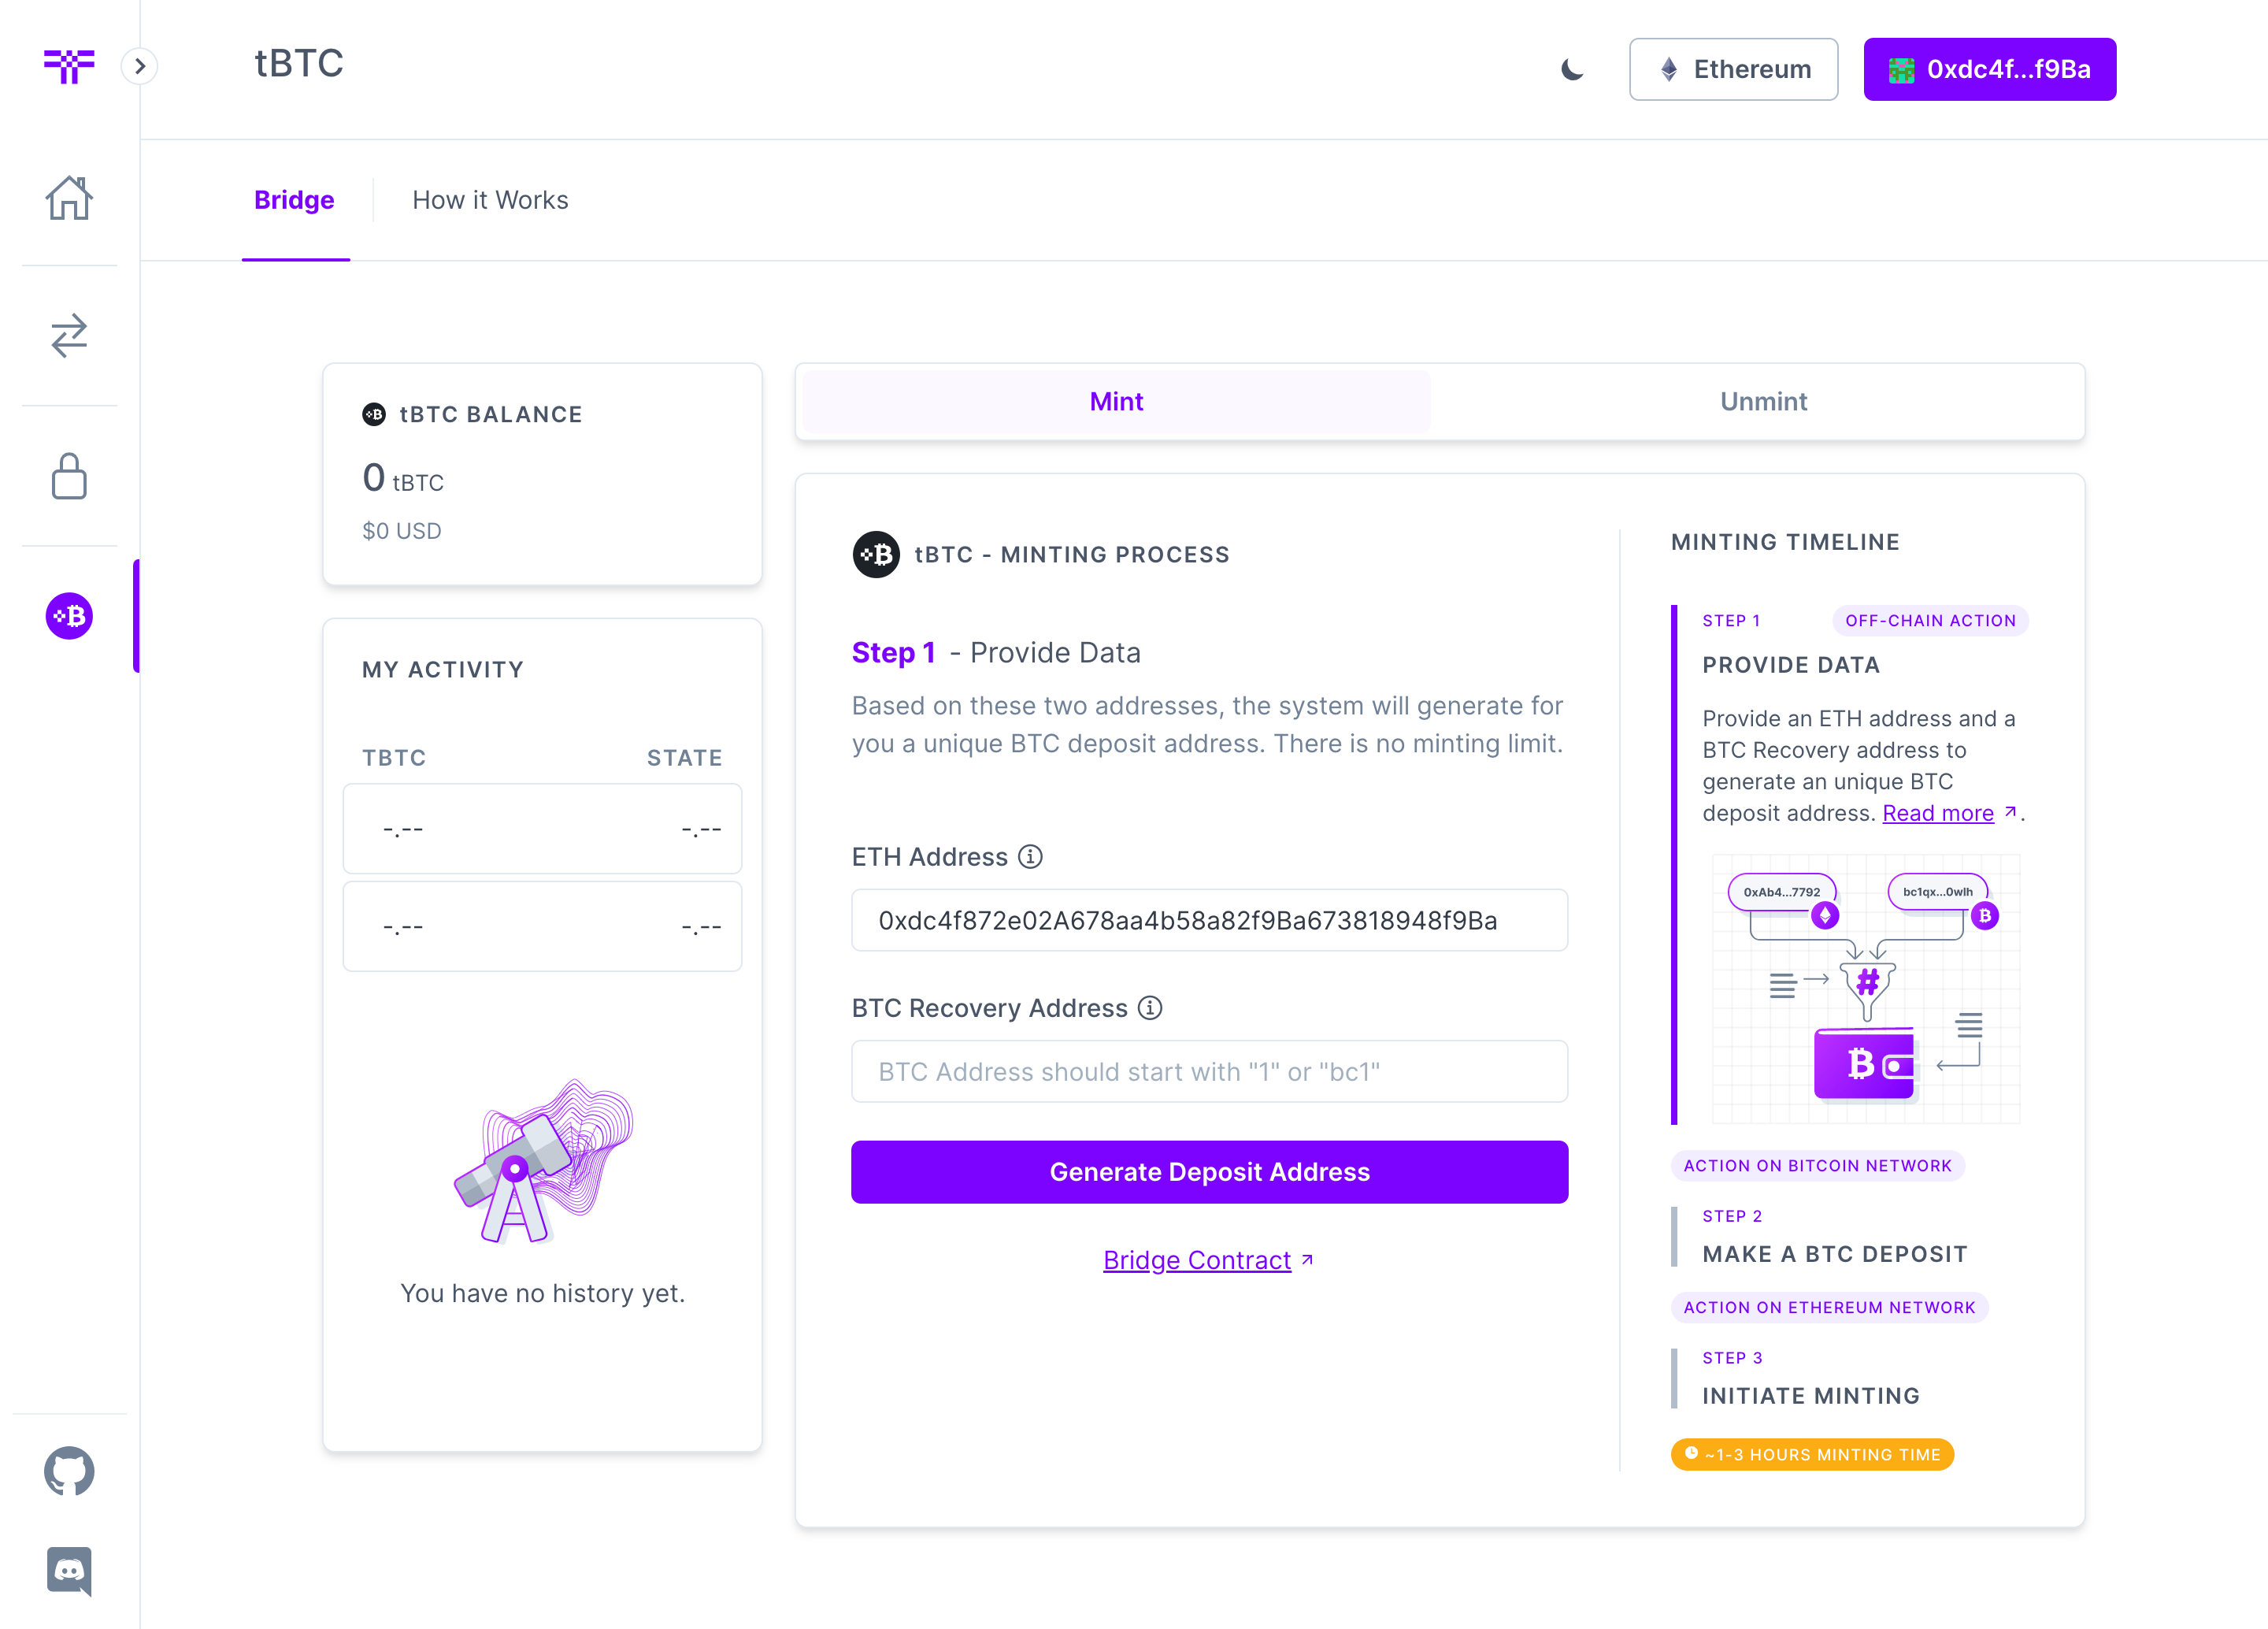 tBTC
Ethereum
0xdc4f...f9Ba
Bridge
How it Works
tBTC BALANCE
0 tBTC
$0 USD
MY ACTIVITY
TBTC STATE
-.-- -.--
-.-- -.--
You have no history yet.
Mint
Unmint
tBTC - MINTING PROCESS
Step 1 - Provide Data
Based on these two addresses, the system will generate for
you a unique BTC deposit address. There is no minting limit.
ETH Address
0xdc4f872e02A678aa4b58a82f9Ba673818948f9Ba
BTC Recovery Address
BTC Address should start with "1" or "bc1"
Generate Deposit Address
Bridge Contract
MINTING TIMELINE
STEP 1 OFF-CHAIN ACTION
PROVIDE DATA
Provide an ETH address and a
BTC Recovery address to
generate an unique BTC
deposit address. Read more .
0xAb4...7792 bc1qx...0wlh
#
ACTION ON BITCOIN NETWORK
STEP 2
MAKE A BTC DEPOSIT
ACTION ON ETHEREUM NETWORK
STEP 3
INITIATE MINTING
~1-3 HOURS MINTING TIME